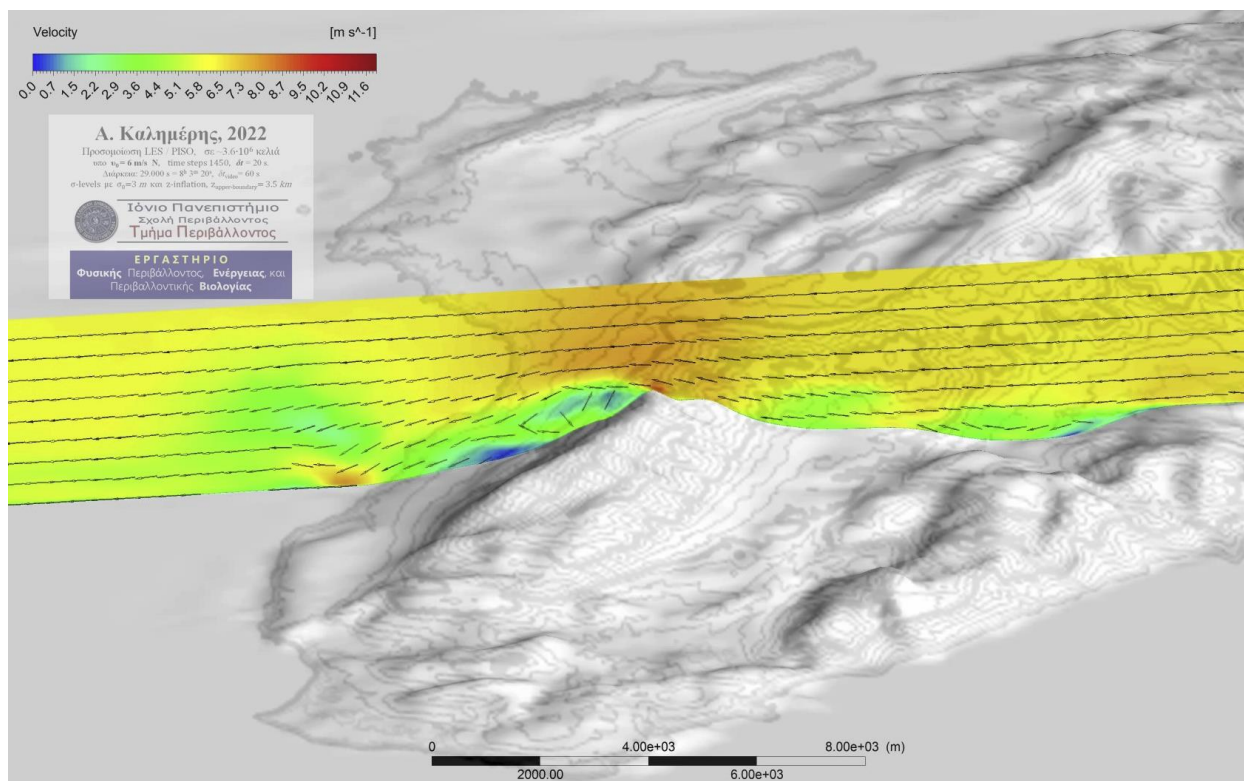 Velocity [m s^-1]
0.0 0.7 1.5 2.2 2.9 3.6 4.4 5.1 5.8 6.5 7.3 8.0 8.7 9.5 10.2 10.9 11.6
Α. Καλημέρης, 2022
Προσομοίωση LES / PISO, σε ~3.6·10⁶ κελιά
υπο υ₀= 6 m/s N, time steps 1450, δt = 20 s
Διάρκεια: 29.000 s = 8ʰ 3ᵐ 20ˢ, δt_video= 60 s
σ-levels με σ₀=3 m και z-inflation, z_upper-boundary= 3.5 km
Ιόνιο Πανεπιστήμιο
Σχολή Περιβάλλοντος
Τμήμα Περιβάλλοντος
ΕΡΓΑΣΤΗΡΙΟ
Φυσικής Περιβάλλοντος, Ενέργειας, και
Περιβαλλοντικής Βιολογίας
0 4.00e+03 8.00e+03 (m)
2000.00 6.00e+03